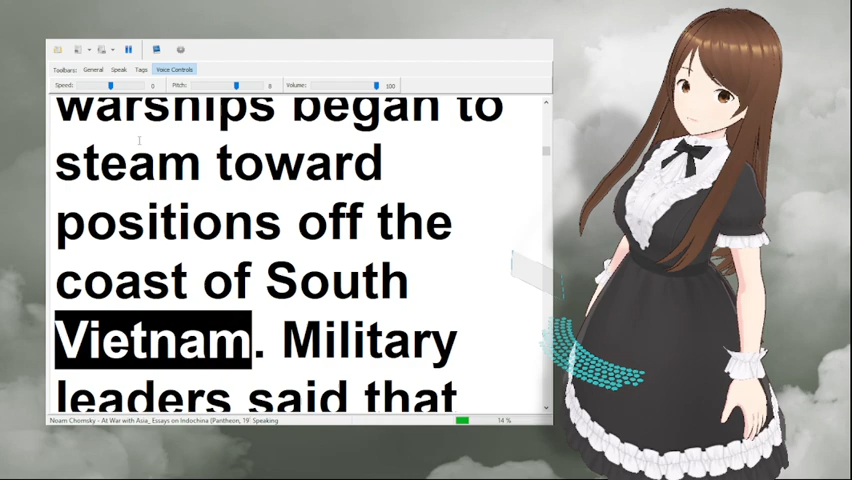 Toolbars: General Speak Tags Voice Controls
Speed: 0 Pitch: 8 Volume: 100
warships began to
steam toward
positions off the
coast of South
Vietnam. Military
leaders said that
Noam Chomsky - At War with Asia_ Essays on Indochina (Pantheon, 19 Speaking 14 %